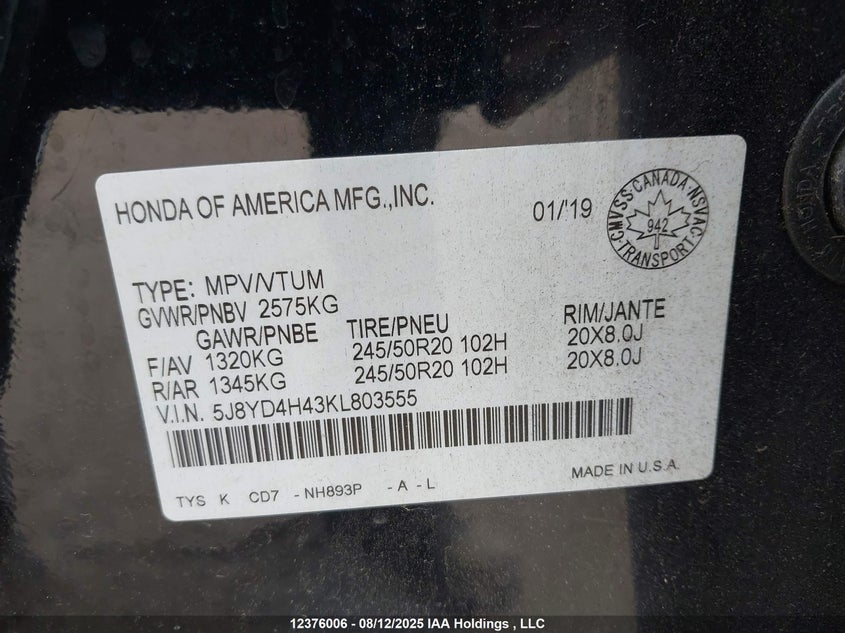 HONDA OF AMERICA MFG.,INC.
01/'19
CMVSS CANADA NSVAC
942
TRANSPORT
TYPE: MPV/VTUM
GVWR/PNBV 2575KG
GAWR/PNBE TIRE/PNEU RIM/JANTE
F/AV 1320KG 245/50R20 102H 20X8.0J
R/AR 1345KG 245/50R20 102H 20X8.0J
V.I.N. 5J8YD4H43KL803555
MADE IN U.S.A.
TYS K CD7 - NH893P - A - L
HONDA
12376006 - 08/12/2025 IAA Holdings , LLC